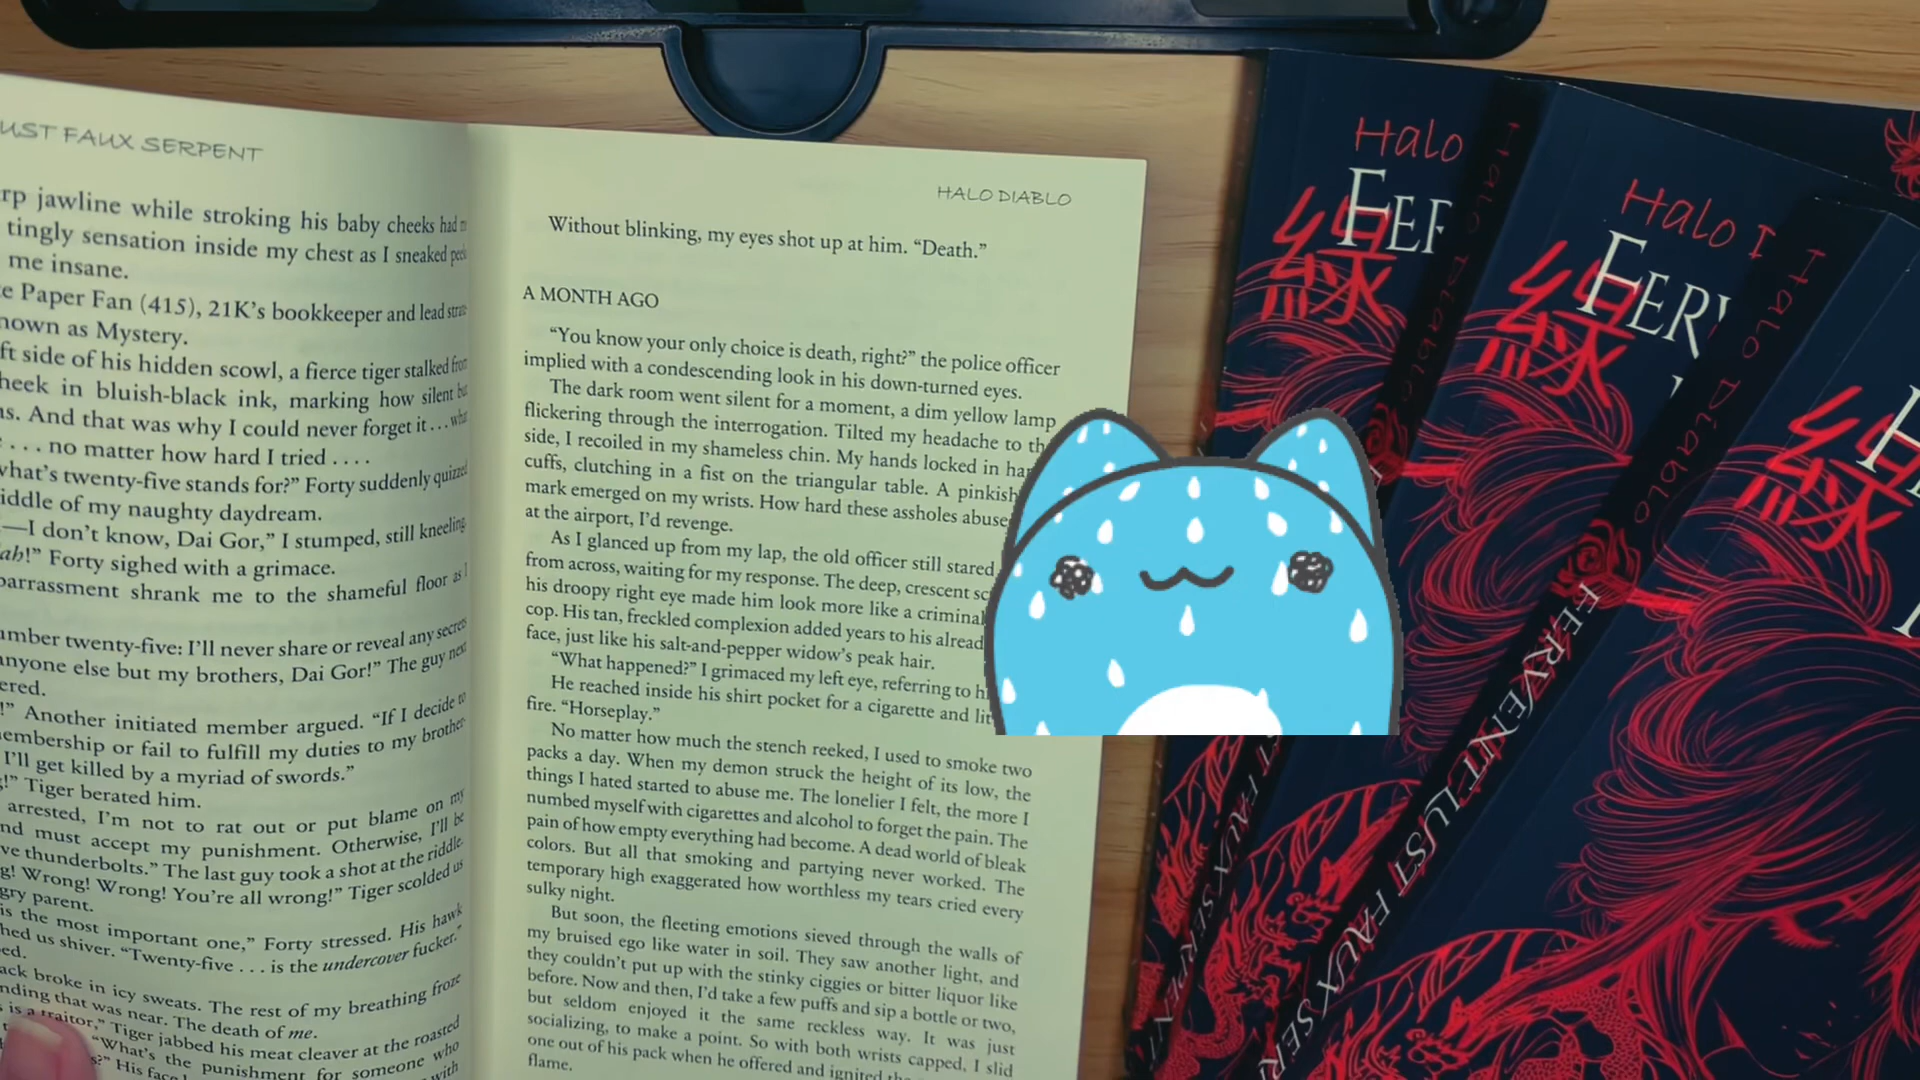 UST FAUX SERPENT
rp jawline while stroking his baby cheeks had
tingly sensation inside my chest as I sneaked
me insane.
e Paper Fan (415), 21K's bookkeeper and lead
nown as Mystery.
ft side of his hidden scowl, a fierce tiger stalked from
heek in bluish-black ink, marking how silent
s. And that was why I could never forget it . . .
. . . no matter how hard I tried . . . .
what's twenty-five stands for?” Forty suddenly quizzed
iddle of my naughty daydream.
—I don't know, Dai Gor,” I stumped, still kneeling.
ah!” Forty sighed with a grimace.
barrassment shrank me to the shameful floor as I
umber twenty-five: I'll never share or reveal any secrets
anyone else but my brothers, Dai Gor!” The guy next
ered.
!” Another initiated member argued. “If I decide to
embership or fail to fulfill my duties to my brother-
I'll get killed by a myriad of swords.”
g!” Tiger berated him.
arrested, I'm not to rat out or put blame on my
nd must accept my punishment. Otherwise, I'll be
ve thunderbolts.” The last guy took a shot at the riddle.
g! Wrong! Wrong! You're all wrong!” Tiger scolded us
gry parent.
is the most important one,” Forty stressed. His hawk
hed us shiver. “Twenty-five . . . is the undercover fucker.”
ed.
ack broke in icy sweats. The rest of my breathing froze
nding that was near. The death of me.
is a traitor,” Tiger jabbed his meat cleaver at the roasted
“What's the punishment for someone who
?” His face
with
HALO DIABLO
Without blinking, my eyes shot up at him. “Death.”
A MONTH AGO
“You know your only choice is death, right?” the police officer
implied with a condescending look in his down-turned eyes.
The dark room went silent for a moment, a dim yellow lamp
flickering through the interrogation. Tilted my headache to the
side, I recoiled in my shameless chin. My hands locked in
cuffs, clutching in a fist on the triangular table. A pinkish
mark emerged on my wrists. How hard these assholes abuse
at the airport, I'd revenge.
As I glanced up from my lap, the old officer still stared
from across, waiting for my response. The deep, crescent
his droopy right eye made him look more like a criminal
cop. His tan, freckled complexion added years to his alread
face, just like his salt-and-pepper widow's peak hair.
“What happened?” I grimaced my left eye, referring to
He reached inside his shirt pocket for a cigarette and lit
fire. “Horseplay.”
No matter how much the stench reeked, I used to smoke two
packs a day. When my demon struck the height of its low, the
things I hated started to abuse me. The lonelier I felt, the more I
numbed myself with cigarettes and alcohol to forget the pain. The
pain of how empty everything had become. A dead world of bleak
colors. But all that smoking and partying never worked. The
temporary high exaggerated how worthless my tears cried every
sulky night.
But soon, the fleeting emotions sieved through the walls of
my bruised ego like water in soil. They saw another light, and
they couldn't put up with the stinky ciggies or bitter liquor like
before. Now and then, I'd take a few puffs and sip a bottle or two,
but seldom enjoyed it the same reckless way. It was just
socializing, to make a point. So with both wrists capped, I slid
one out of his pack when he offered and ignited the
flame.
Halo
FER
緣
Halo Diablo
T FAUX SERPENT
Halo
FERV
緣
Halo Diablo
FERVENT LUST FAUX SER
緣